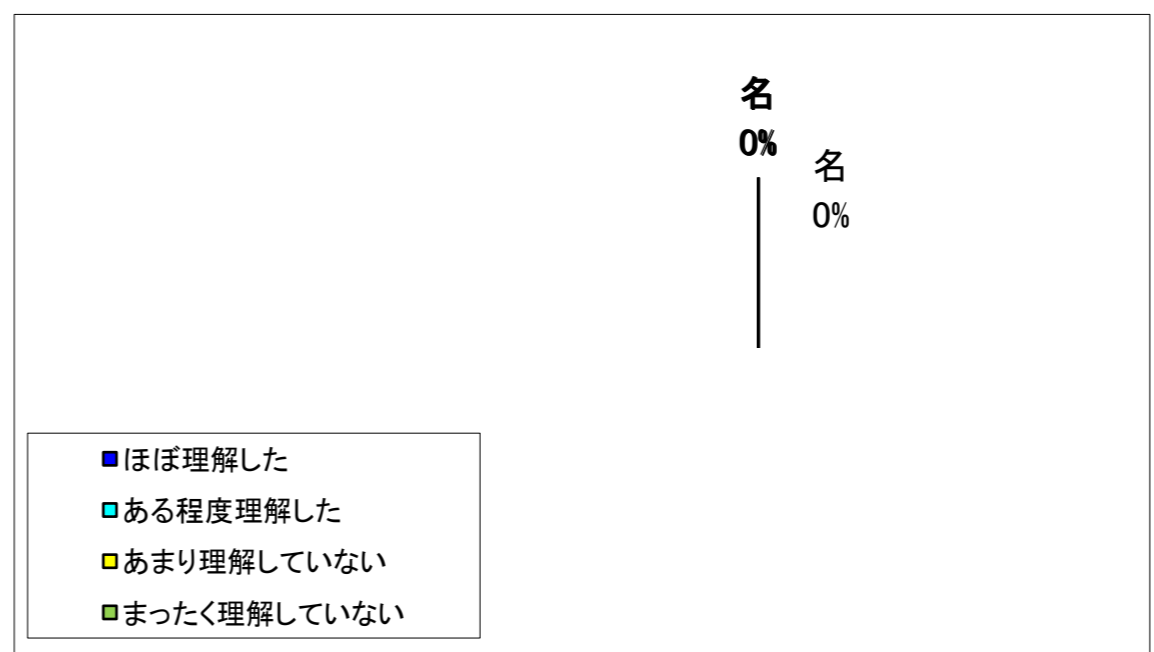 名
0%
名
0%
ほぼ理解した
ある程度理解した
あまり理解していない
まったく理解していない